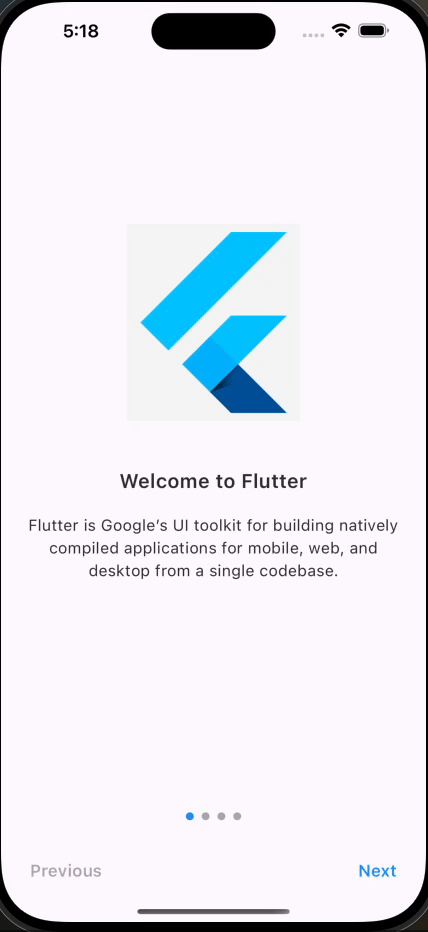 5:18
Welcome to Flutter
Flutter is Google’s UI toolkit for building natively
compiled applications for mobile, web, and
desktop from a single codebase.
Previous
Next